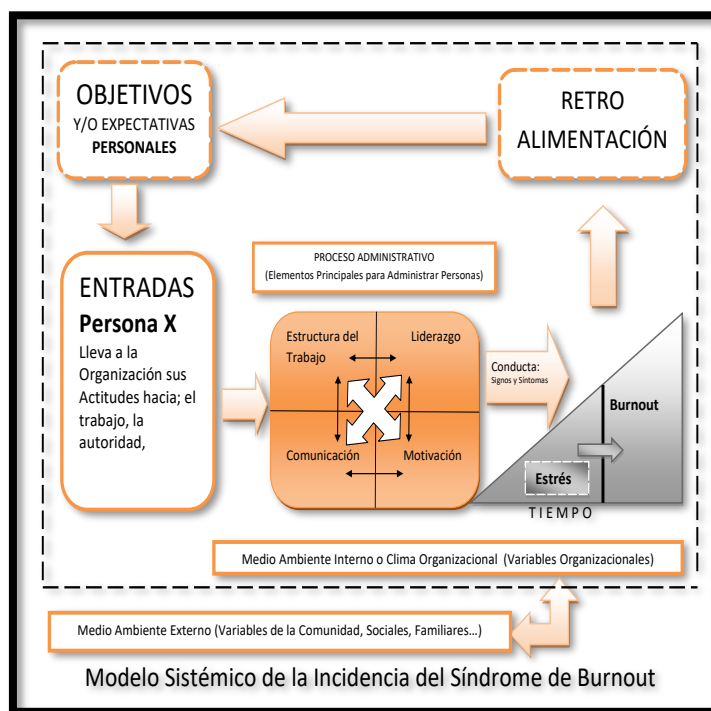 OBJETIVOS
Y/O EXPECTATIVAS
PERSONALES
RETRO
ALIMENTACIÓN
ENTRADAS
Persona X
Lleva a la
Organización sus
Actitudes hacia; el
trabajo, la
autoridad,
PROCESO ADMINISTRATIVO
(Elementos Principales para Administrar Personas)
Estructura del
Trabajo
Liderazgo
Comunicación
Motivación
Conducta:
Signos y Síntomas
Burnout
Estrés
TIEMPO
Medio Ambiente Interno o Clima Organizacional (Variables Organizacionales)
Medio Ambiente Externo (Variables de la Comunidad, Sociales, Familiares...)
Modelo Sistémico de la Incidencia del Síndrome de Burnout